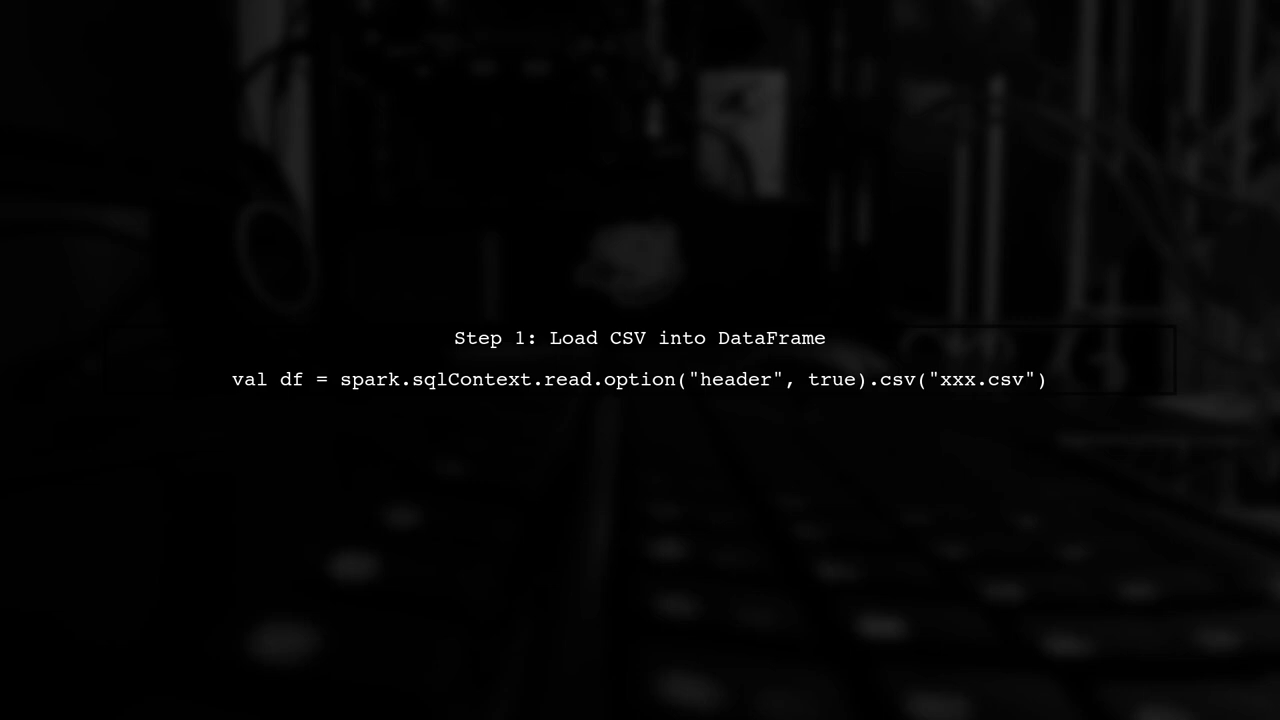 Step 1: Load CSV into DataFrame
val df = spark.sqlContext.read.option("header", true).csv("xxx.csv")